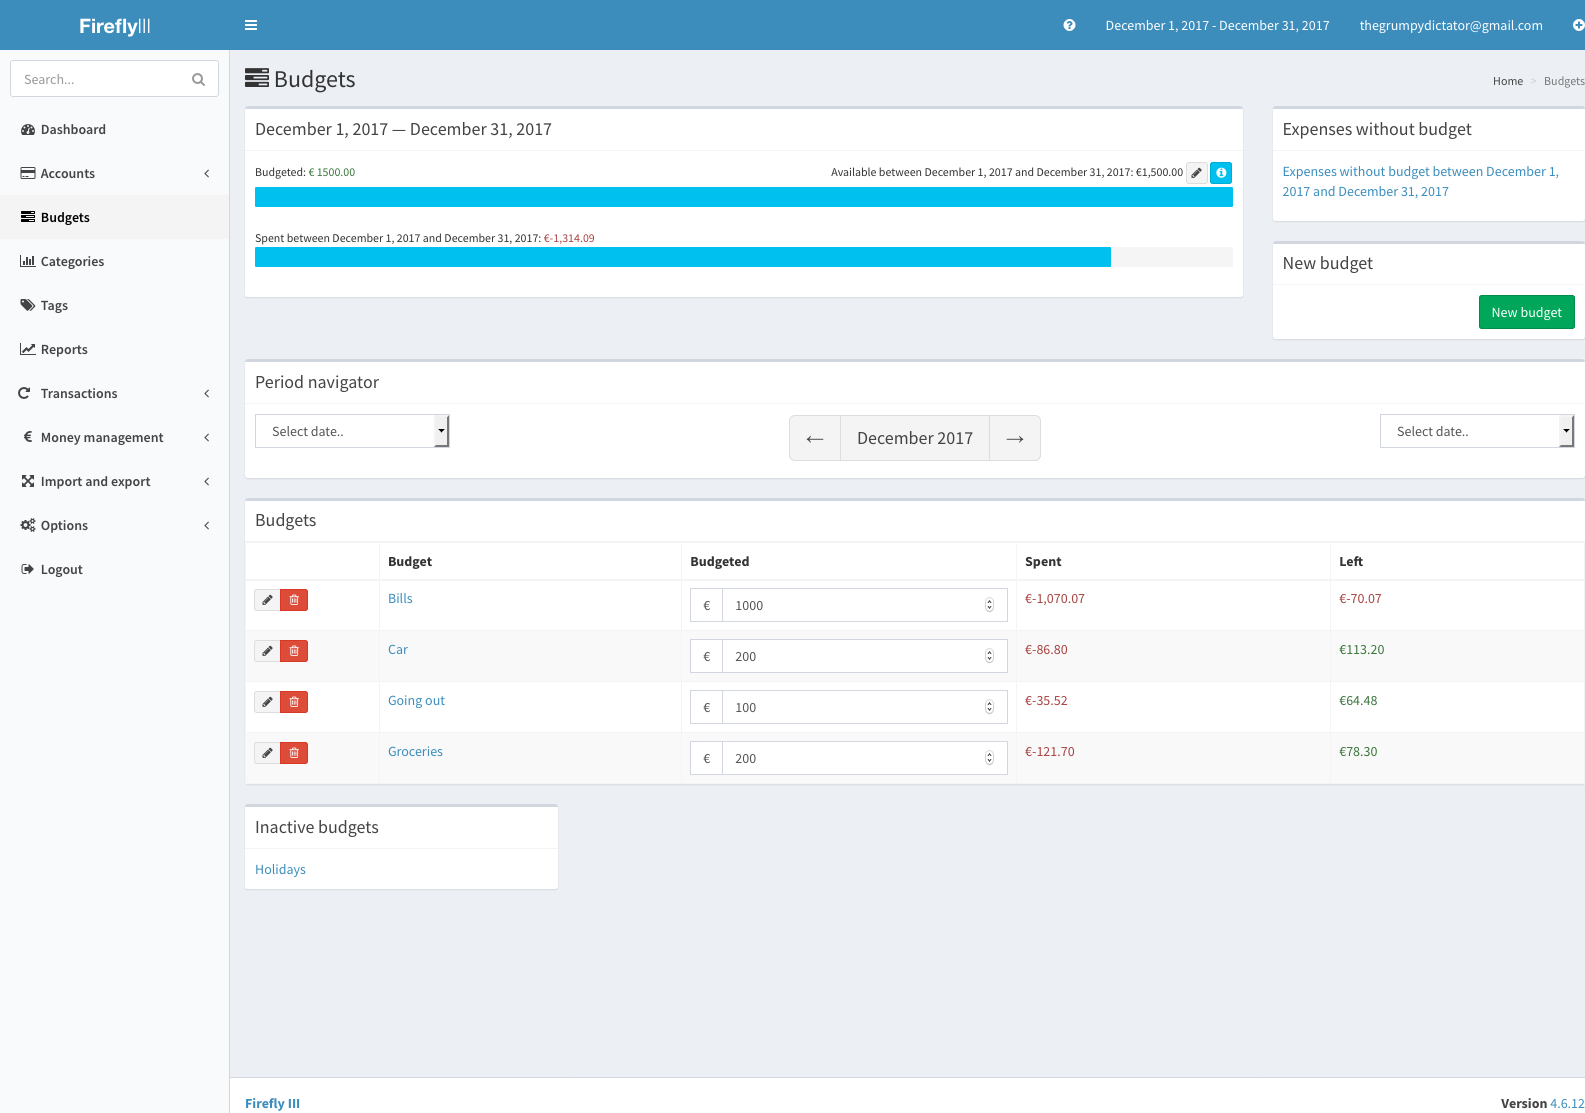 FireflyIII
December 1, 2017 - December 31, 2017
thegrumpydictator@gmail.com
Search...
Dashboard
Accounts
Budgets
Categories
Tags
Reports
Transactions
€ Money management
Import and export
Options
Logout
Budgets
Home > Budgets
December 1, 2017 — December 31, 2017
Budgeted: € 1500.00
Available between December 1, 2017 and December 31, 2017: €1,500.00
Spent between December 1, 2017 and December 31, 2017: €-1,314.09
Expenses without budget
Expenses without budget between December 1,
2017 and December 31, 2017
New budget
New budget
Period navigator
Select date..
← December 2017 →
Select date..
Budgets
Budget Budgeted Spent Left
Bills € 1000 €-1,070.07 €-70.07
Car € 200 €-86.80 €113.20
Going out € 100 €-35.52 €64.48
Groceries € 200 €-121.70 €78.30
Inactive budgets
Holidays
Firefly III
Version 4.6.12